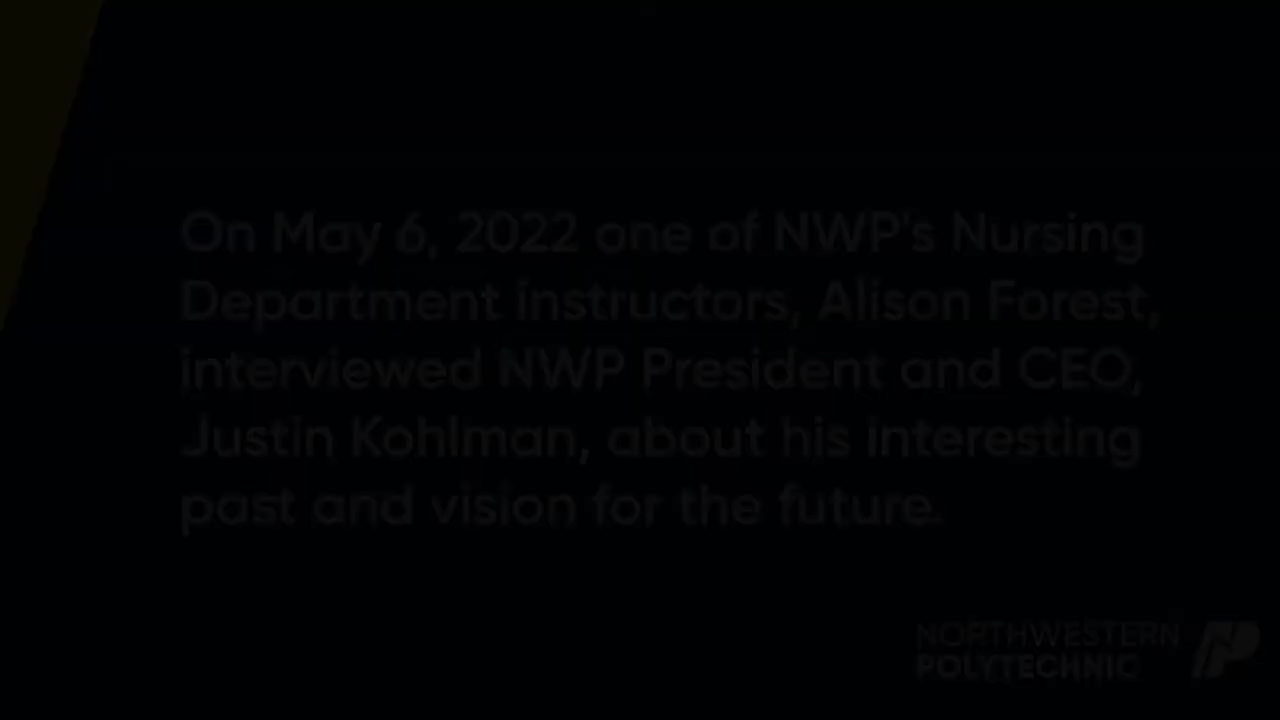 On May 6, 2022 one of NWP's Nursing
Department instructors, Alison Forest,
interviewed NWP President and CEO,
Justin Kohlman, about his interesting
past and vision for the future.
NORTHWESTERN
POLYTECHNIC